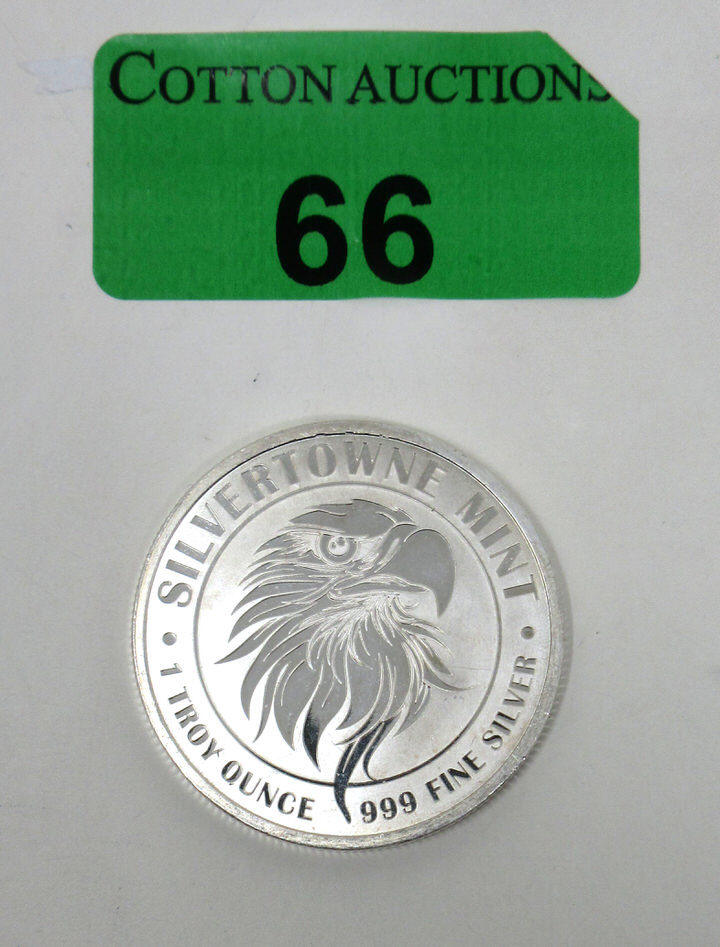 COTTON AUCTIONS
66
SILVERTOWNE MINT
• 1 TROY OUNCE 999 FINE SILVER •